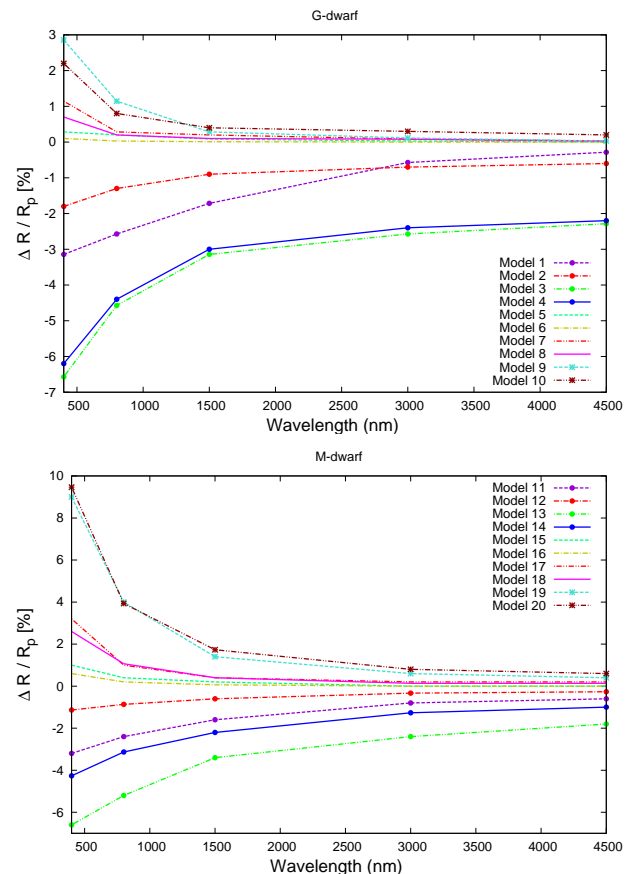 G-dwarf
3
2
1
0
-1
-2
-3
-4
-5
-6
-7
Δ R / Rp [%]
Model 1
Model 2
Model 3
Model 4
Model 5
Model 6
Model 7
Model 8
Model 9
Model 10
500 1000 1500 2000 2500 3000 3500 4000 4500
Wavelength (nm)
M-dwarf
10
8
6
4
2
0
-2
-4
-6
Δ R / Rp [%]
Model 11
Model 12
Model 13
Model 14
Model 15
Model 16
Model 17
Model 18
Model 19
Model 20
500 1000 1500 2000 2500 3000 3500 4000 4500
Wavelength (nm)